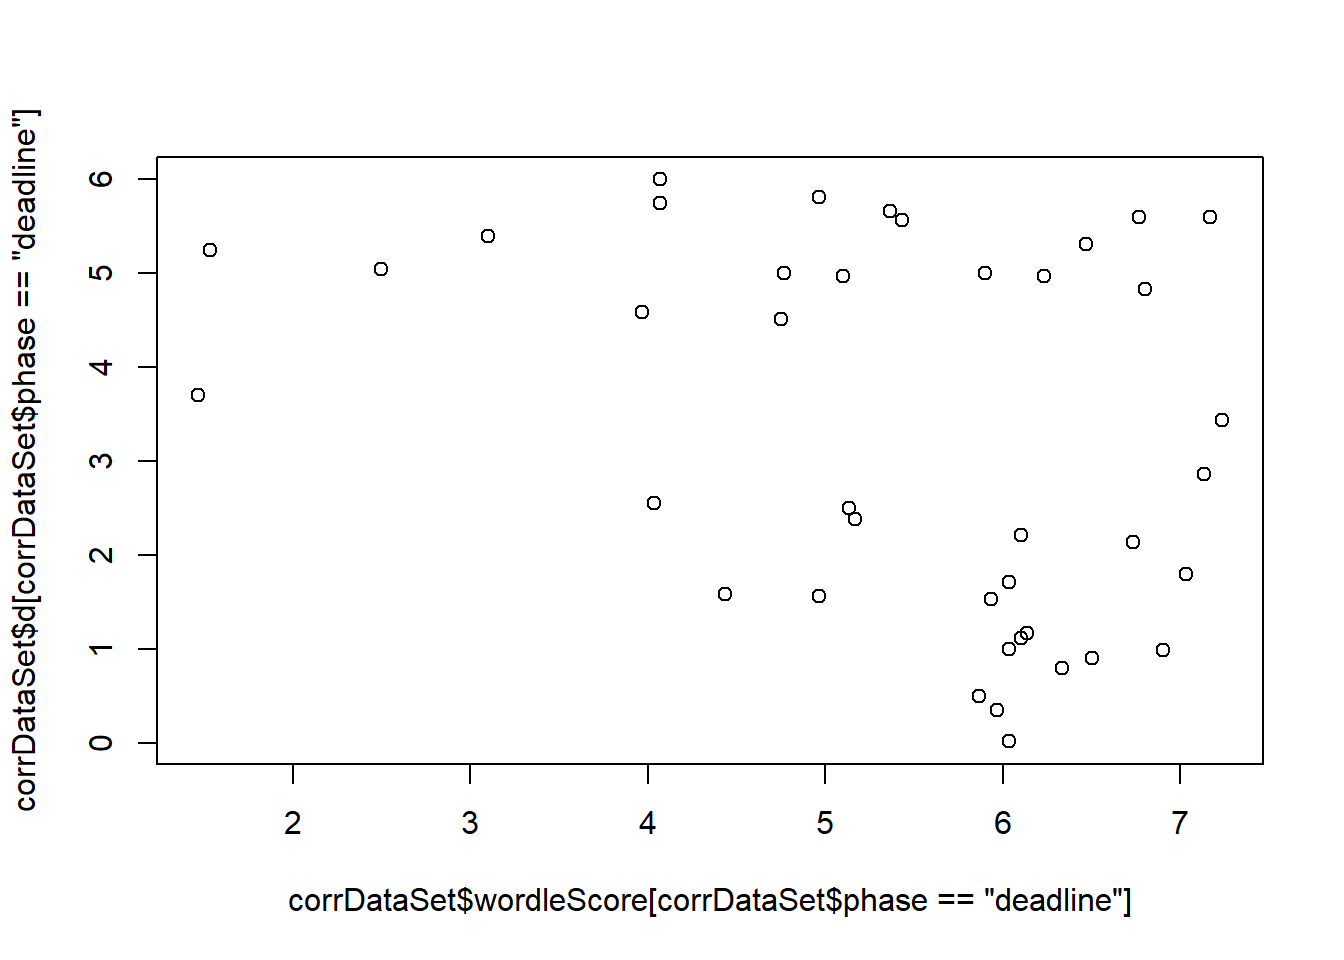 corrDataSet$d[corrDataSet$phase == "deadline"]
6
5
4
3
2
1
0
2 3 4 5 6 7
corrDataSet$wordleScore[corrDataSet$phase == "deadline"]